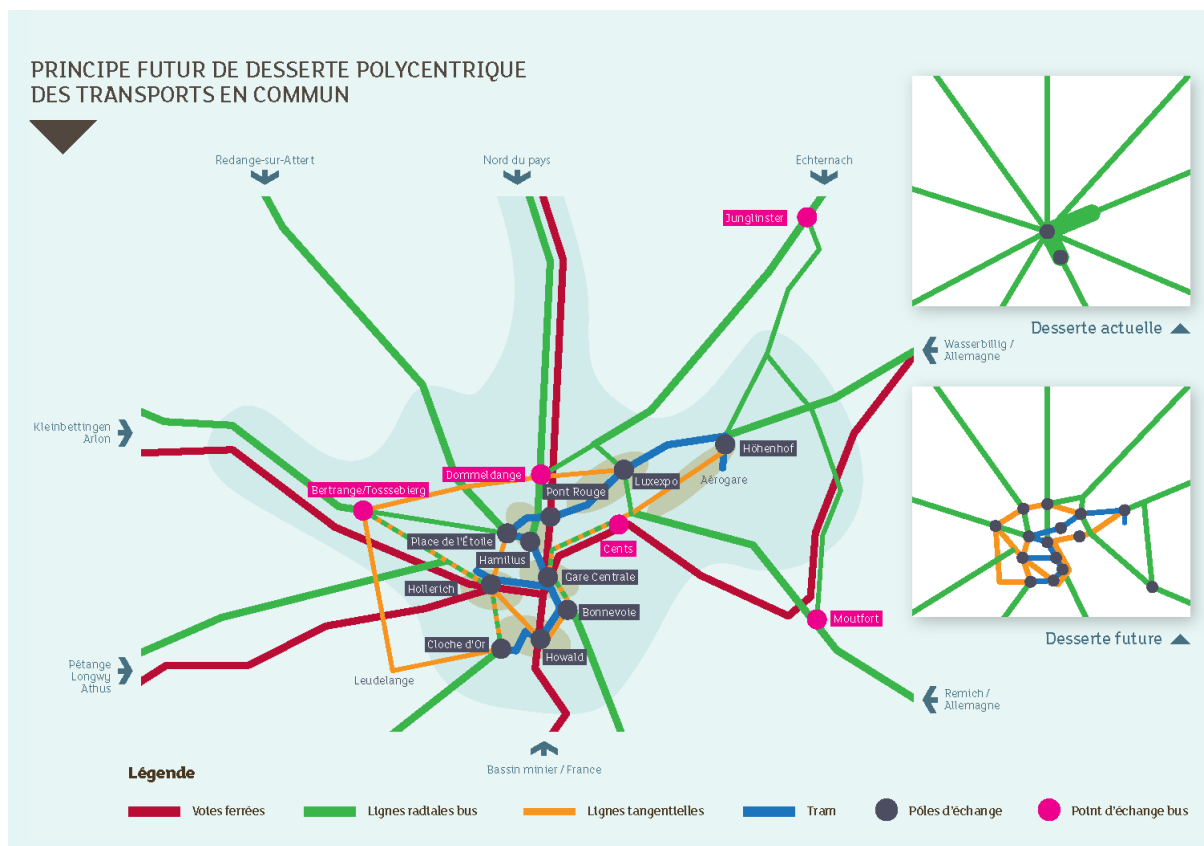 PRINCIPE FUTUR DE DESSERTE POLYCENTRIQUE
DES TRANSPORTS EN COMMUN
Redange-sur-Attert
Nord du pays
Echternach
Junglinster
Desserte actuelle
Wasserbillig /
Allemagne
Kleinbettingen
Arlon
Höhenhof
Dommeldange
Luxexpo
Aérogare
Bertrange/Tosssebierg
Pont Rouge
Place de l'Étoile
Cents
Hamilius
Gare Centrale
Hollerich
Bonnevoie
Moutfort
Cloche d'Or
Howald
Desserte future
Pétange
Longwy
Athus
Leudelange
Remich /
Allemagne
Bassin minier / France
Légende
Votes ferrées
Lignes radiales bus
Lignes tangentielles
Tram
Pôles d'échange
Point d'échange bus